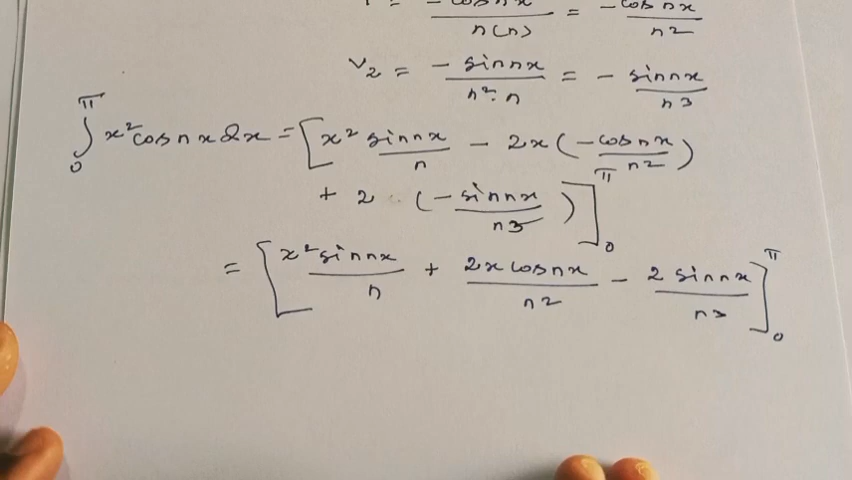 = -cos nx / n(n) = -cos nx / n2
v2 = - sin nx / n2. n = - sin nx / n3
∫0^π x² cos nx dx = [ x² sin nx / n - 2x ( -cos nx / n2 )
+ 2 ( - sin nx / n3 ) ]0^π
= [ x² sin nx / n + 2x cos nx / n2 - 2 sin nx / n3 ]0^π